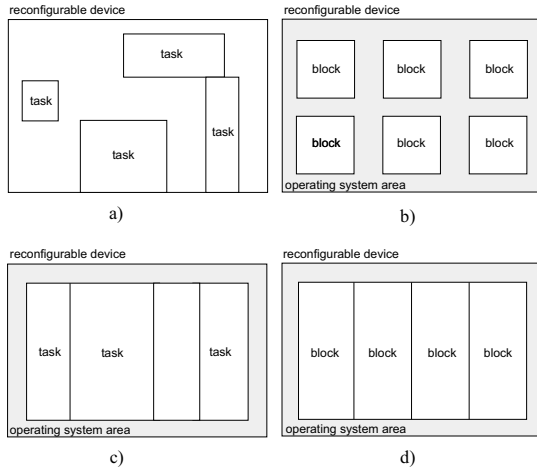 reconfigurable device
task
task
task
task
a)
reconfigurable device
block block block
block block block
operating system area
b)
reconfigurable device
task task task
operating system area
c)
reconfigurable device
block block block block
operating system area
d)